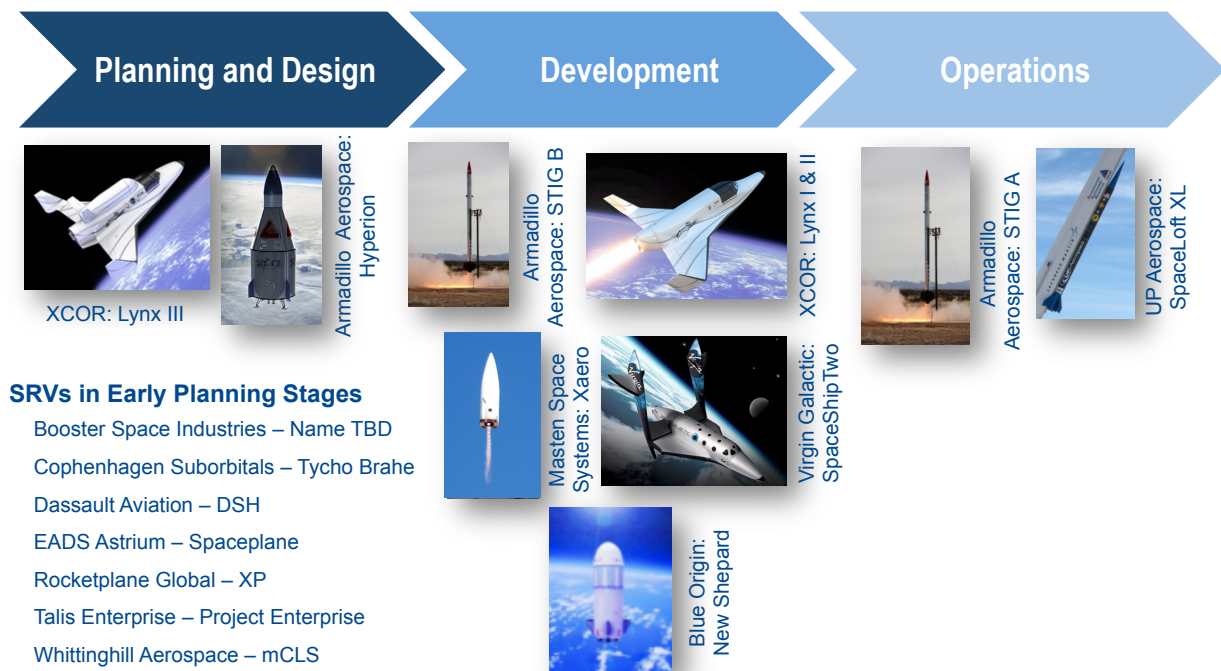 Planning and Design
Development
Operations
XCOR: Lynx III
Armadillo Aerospace:
Hyperion
Armadillo
Aerospace: STIG B
XCOR: Lynx I & II
Armadillo
Aerospace: STIG A
UP Aerospace:
SpaceLoft XL
Masten Space
Systems: Xaero
Virgin Galactic:
SpaceShipTwo
Blue Origin:
New Shepard
SRVs in Early Planning Stages
Booster Space Industries – Name TBD
Cophenhagen Suborbitals – Tycho Brahe
Dassault Aviation – DSH
EADS Astrium – Spaceplane
Rocketplane Global – XP
Talis Enterprise – Project Enterprise
Whittinghill Aerospace – mCLS